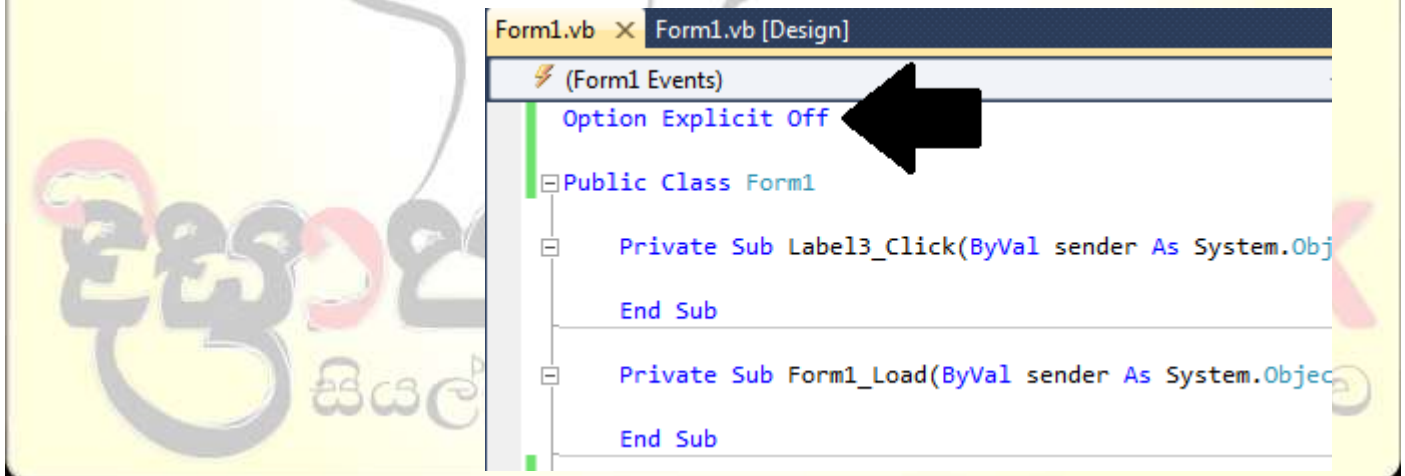 Form1.vb × Form1.vb [Design]
(Form1 Events)
Option Explicit Off
Public Class Form1
Private Sub Label3_Click(ByVal sender As System.Obj
End Sub
Private Sub Form1_Load(ByVal sender As System.Objec
End Sub
සියල්